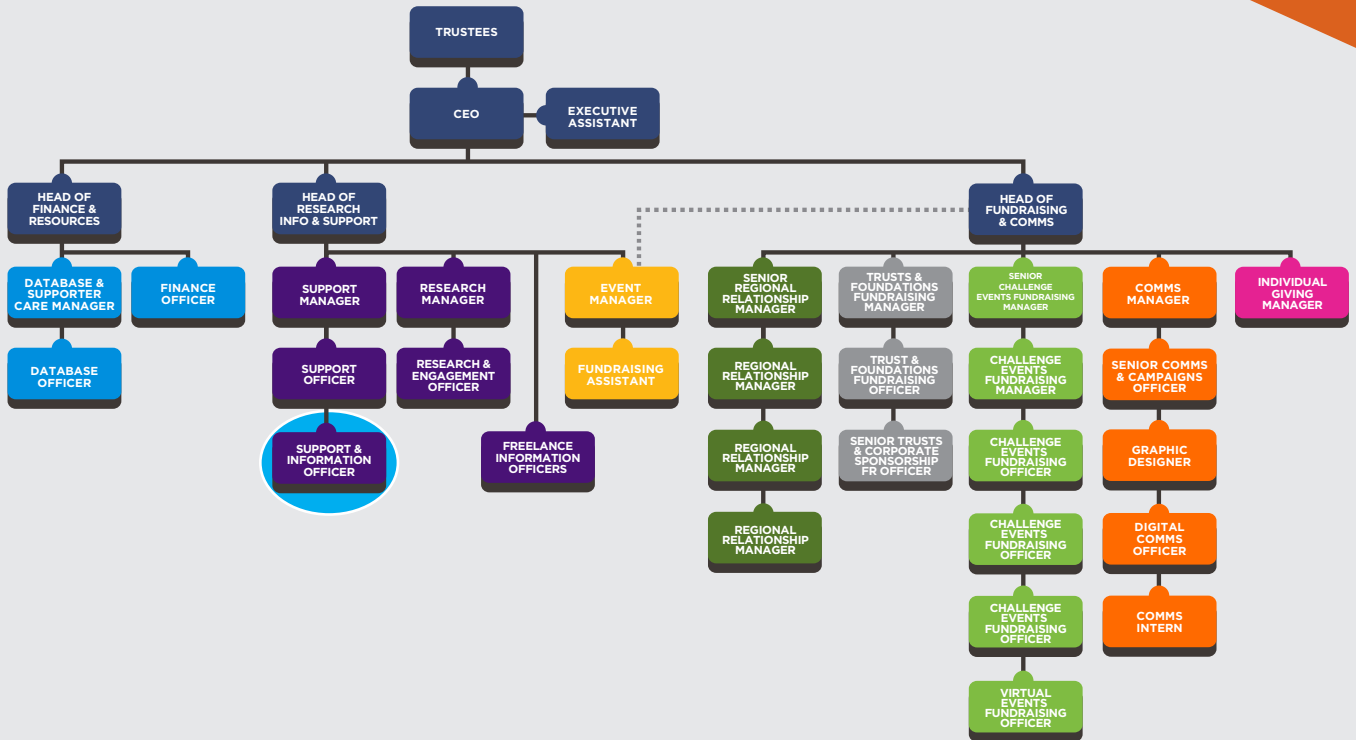 TRUSTEES
CEO
EXECUTIVE
ASSISTANT
HEAD OF
FINANCE &
RESOURCES
HEAD OF
RESEARCH
INFO & SUPPORT
HEAD OF
FUNDRAISING
& COMMS
DATABASE &
SUPPORTER
CARE MANAGER
FINANCE
OFFICER
SUPPORT
MANAGER
RESEARCH
MANAGER
EVENT
MANAGER
SENIOR
REGIONAL
RELATIONSHIP
MANAGER
TRUSTS &
FOUNDATIONS
FUNDRAISING
MANAGER
SENIOR
CHALLENGE
EVENTS FUNDRAISING
MANAGER
COMMS
MANAGER
INDIVIDUAL
GIVING
MANAGER
DATABASE
OFFICER
SUPPORT
OFFICER
RESEARCH &
ENGAGEMENT
OFFICER
FUNDRAISING
ASSISTANT
REGIONAL
RELATIONSHIP
MANAGER
TRUST &
FOUNDATIONS
FUNDRAISING
OFFICER
CHALLENGE
EVENTS
FUNDRAISING
MANAGER
SENIOR COMMS
& CAMPAIGNS
OFFICER
SUPPORT &
INFORMATION
OFFICER
FREELANCE
INFORMATION
OFFICERS
REGIONAL
RELATIONSHIP
MANAGER
SENIOR TRUSTS
& CORPORATE
SPONSORSHIP
FR OFFICER
CHALLENGE
EVENTS
FUNDRAISING
OFFICER
GRAPHIC
DESIGNER
REGIONAL
RELATIONSHIP
MANAGER
CHALLENGE
EVENTS
FUNDRAISING
OFFICER
DIGITAL
COMMS
OFFICER
CHALLENGE
EVENTS
FUNDRAISING
OFFICER
COMMS
INTERN
VIRTUAL
EVENTS
FUNDRAISING
OFFICER